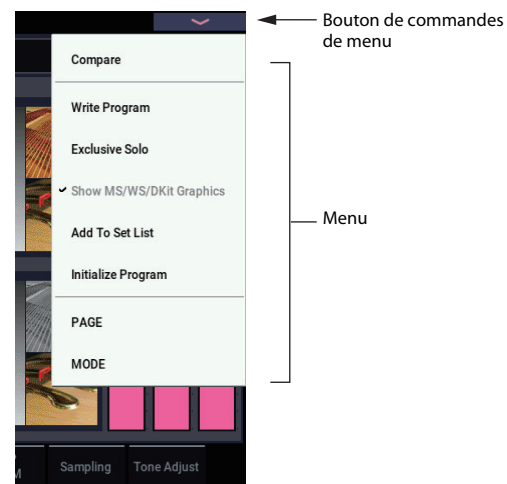 Bouton de commandes
de menu
Compare
Write Program
Exclusive Solo
Show MS/WS/DKit Graphics
Add To Set List
Menu
Initialize Program
PAGE
MODE
M
Sampling
Tone Adjust